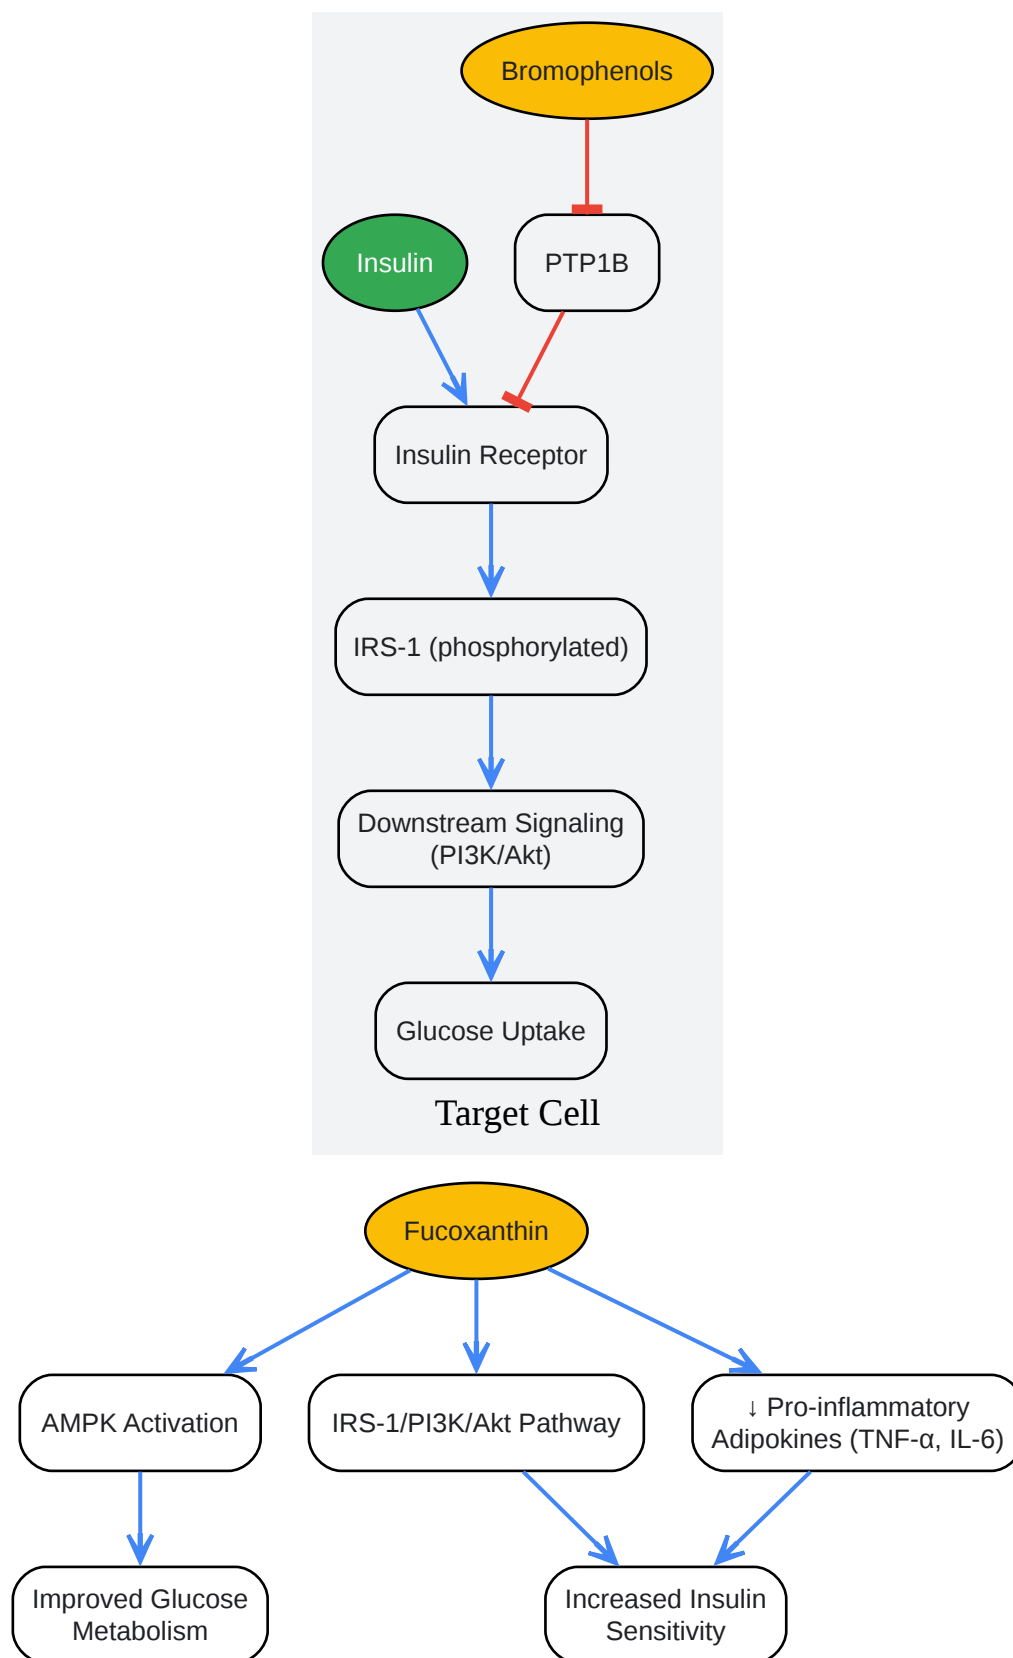 Bromophenols
Insulin
PTP1B
Insulin Receptor
IRS-1 (phosphorylated)
Downstream Signaling
(PI3K/Akt)
Glucose Uptake
Target Cell
Fucoxanthin
AMPK Activation
IRS-1/PI3K/Akt Pathway
↓ Pro-inflammatory
Adipokines (TNF-α, IL-6)
Improved Glucose
Metabolism
Increased Insulin
Sensitivity